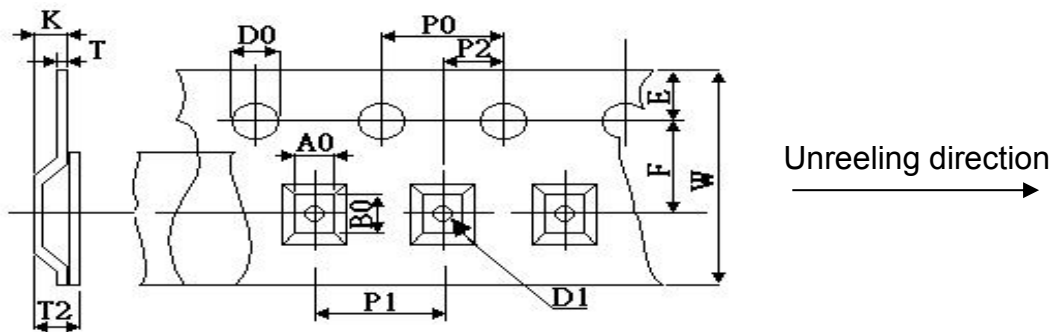 K
T
D0
P0
P2
E
A0
F
W
B0
Unreeling direction
T2
P1
D1